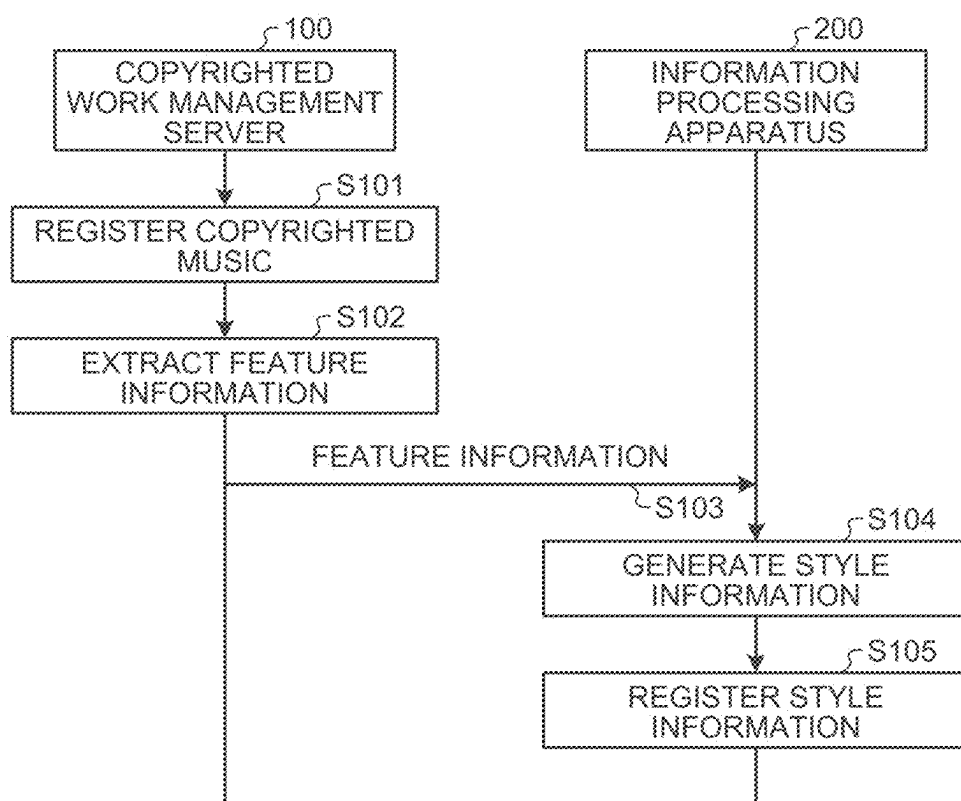 100
COPYRIGHTED
WORK MANAGEMENT
SERVER
200
INFORMATION
PROCESSING
APPARATUS
S101
REGISTER COPYRIGHTED
MUSIC
S102
EXTRACT FEATURE
INFORMATION
FEATURE INFORMATION
S103
S104
GENERATE STYLE
INFORMATION
S105
REGISTER STYLE
INFORMATION